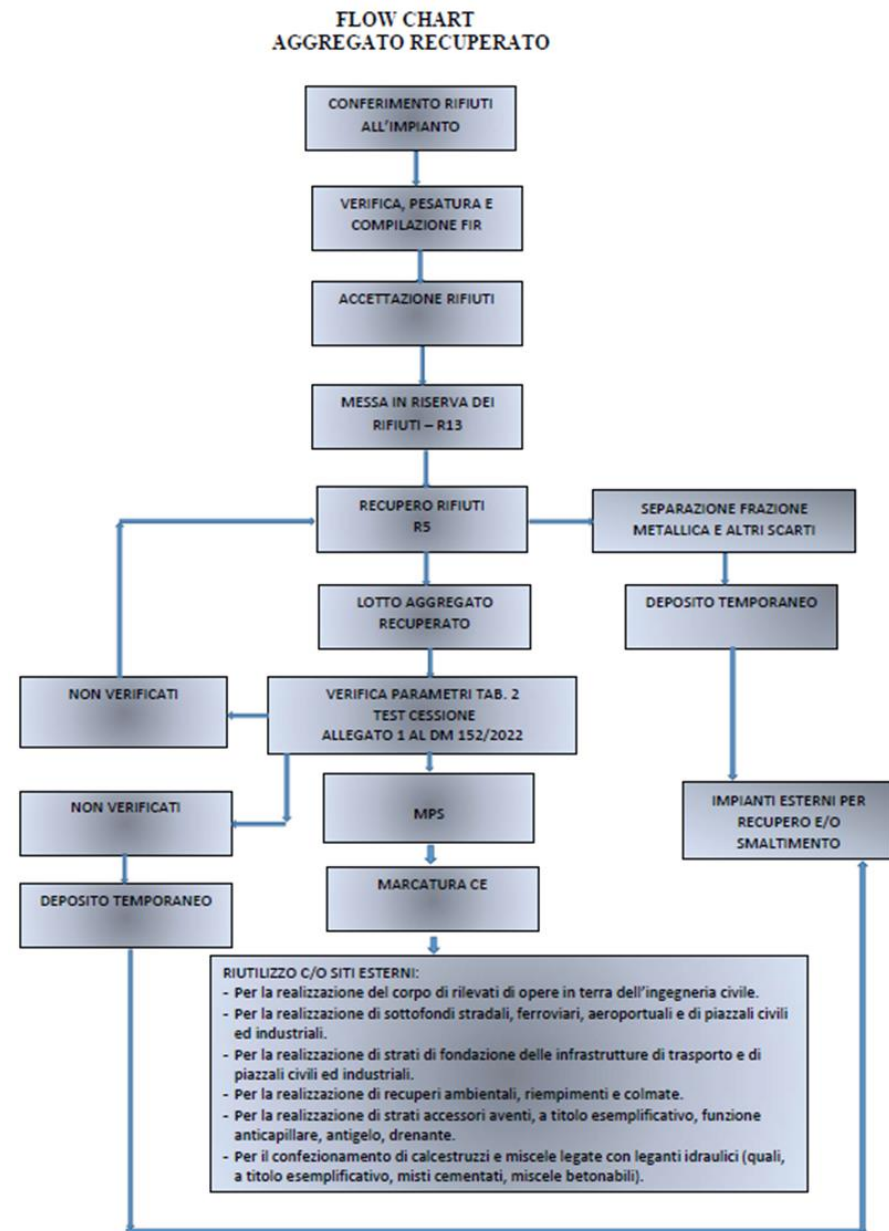 FLOW CHART
AGGREGATO RECUPERATO
CONFERIMENTO RIFIUTI
ALL'IMPIANTO
VERIFICA, PESATURA E
COMPILAZIONE FIR
ACCETTAZIONE RIFIUTI
MESSA IN RISERVA DEI
RIFIUTI – R13
RECUPERO RIFIUTI
R5
SEPARAZIONE FRAZIONE
METALLICA E ALTRI SCARTI
LOTTO AGGREGATO
RECUPERATO
DEPOSITO TEMPORANEO
NON VERIFICATI
VERIFICA PARAMETRI TAB. 2
TEST CESSIONE
ALLEGATO 1 AL DM 152/2022
NON VERIFICATI
MPS
IMPIANTI ESTERNI PER
RECUPERO E/O
SMALTIMENTO
DEPOSITO TEMPORANEO
MARCATURA CE
RIUTILIZZO C/O SITI ESTERNI:
- Per la realizzazione del corpo di rilevati di opere in terra dell'ingegneria civile.
- Per la realizzazione di sottofondi stradali, ferroviari, aeroportuali e di piazzali civili
ed industriali.
- Per la realizzazione di strati di fondazione delle infrastrutture di trasporto e di
piazzali civili ed industriali.
- Per la realizzazione di recuperi ambientali, riempimenti e colmate.
- Per la realizzazione di strati accessori aventi, a titolo esemplificativo, funzione
anticapillare, antigelo, drenante.
- Per il confezionamento di calcestruzzi e miscele legate con leganti idraulici (quali,
a titolo esemplificativo, misti cementati, miscele betonabili).